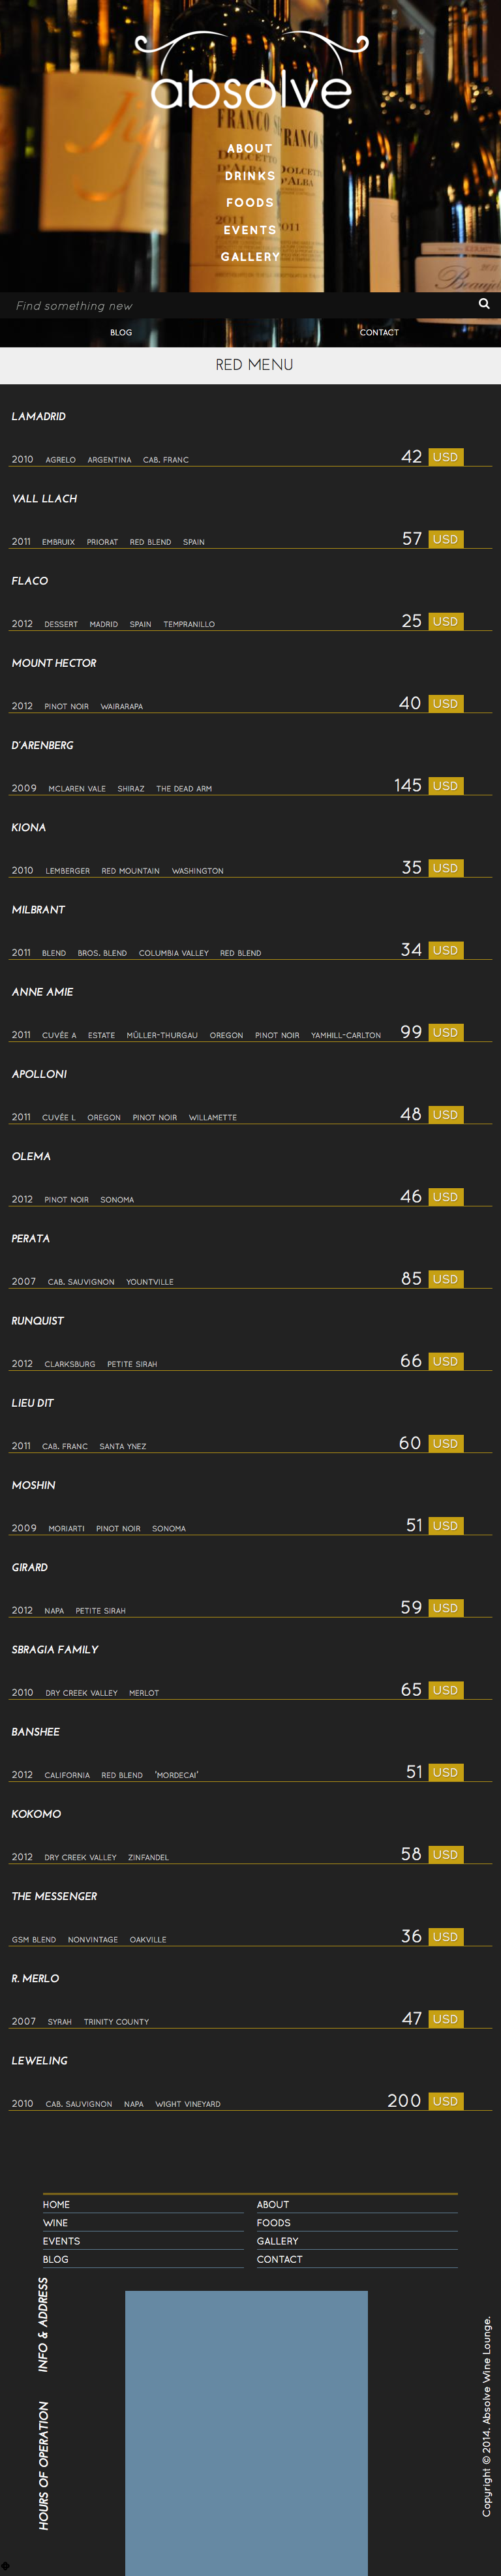 absolve
ABOUT
DRINKS
FOODS
EVENTS
GALLERY
FRANCO
DOLCETTO
D'ALBA
2011
2011
Find something new
BLOG CONTACT
RED MENU
LAMADRID
2010 AGRELO ARGENTINA CAB. FRANC 42 USD
VALL LLACH
2011 EMBRUIX PRIORAT RED BLEND SPAIN 57 USD
FLACO
2012 DESSERT MADRID SPAIN TEMPRANILLO 25 USD
MOUNT HECTOR
2012 PINOT NOIR WAIRARAPA 40 USD
D'ARENBERG
2009 MCLAREN VALE SHIRAZ THE DEAD ARM 145 USD
KIONA
2010 LEMBERGER RED MOUNTAIN WASHINGTON 35 USD
MILBRANT
2011 BLEND BROS. BLEND COLUMBIA VALLEY RED BLEND 34 USD
ANNE AMIE
2011 CUVÉE A ESTATE MÜLLER-THURGAU OREGON PINOT NOIR YAMHILL-CARLTON 99 USD
APOLLONI
2011 CUVÉE L OREGON PINOT NOIR WILLAMETTE 48 USD
OLEMA
2012 PINOT NOIR SONOMA 46 USD
PERATA
2007 CAB. SAUVIGNON YOUNTVILLE 85 USD
RUNQUIST
2012 CLARKSBURG PETITE SIRAH 66 USD
LIEU DIT
2011 CAB. FRANC SANTA YNEZ 60 USD
MOSHIN
2009 MORIARTI PINOT NOIR SONOMA 51 USD
GIRARD
2012 NAPA PETITE SIRAH 59 USD
SBRAGIA FAMILY
2010 DRY CREEK VALLEY MERLOT 65 USD
BANSHEE
2012 CALIFORNIA RED BLEND 'MORDECAI' 51 USD
KOKOMO
2012 DRY CREEK VALLEY ZINFANDEL 58 USD
THE MESSENGER
GSM BLEND NONVINTAGE OAKVILLE 36 USD
R. MERLO
2007 SYRAH TRINITY COUNTY 47 USD
LEWELING
2010 CAB. SAUVIGNON NAPA WIGHT VINEYARD 200 USD
HOME ABOUT
WINE FOODS
EVENTS GALLERY
BLOG CONTACT
INFO & ADDRESS
HOURS OF OPERATION
Copyright © 2014. Absolve Wine Lounge.